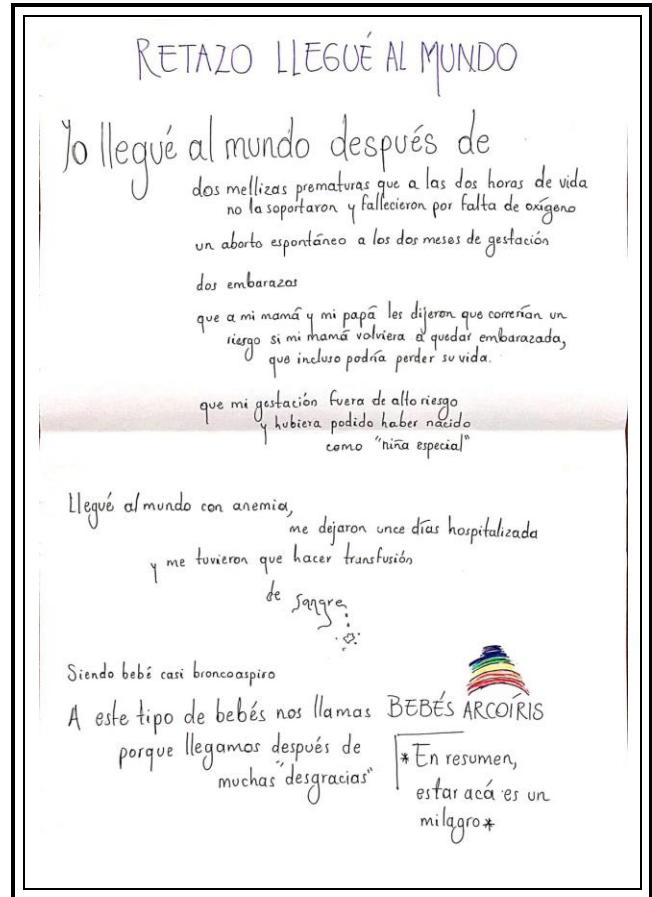 RETAZO LLEGUÉ AL MUNDO
Yo llegué al mundo después de
dos mellizas prematuras que a las dos horas de vida
no la soportaron y fallecieron por falta de oxígeno
un aborto espontáneo a los dos meses de gestación
dos embarazos
que a mi mamá y mi papá les dijeron que correrían un
riesgo si mi mamá volviera a quedar embarazada,
que incluso podría perder su vida.
que mi gestación fuera de alto riesgo
y hubiera podido haber nacido
como "niña especial"
Llegué al mundo con anemia,
me dejaron once días hospitalizada
y me tuvieron que hacer transfusión
de sangre
Siendo bebé casi broncoaspiro
A este tipo de bebés nos llamas BEBÉS ARCOÍRIS
porque llegamos después de
muchas "desgracias"
*En resumen,
estar acá es un
milagro*